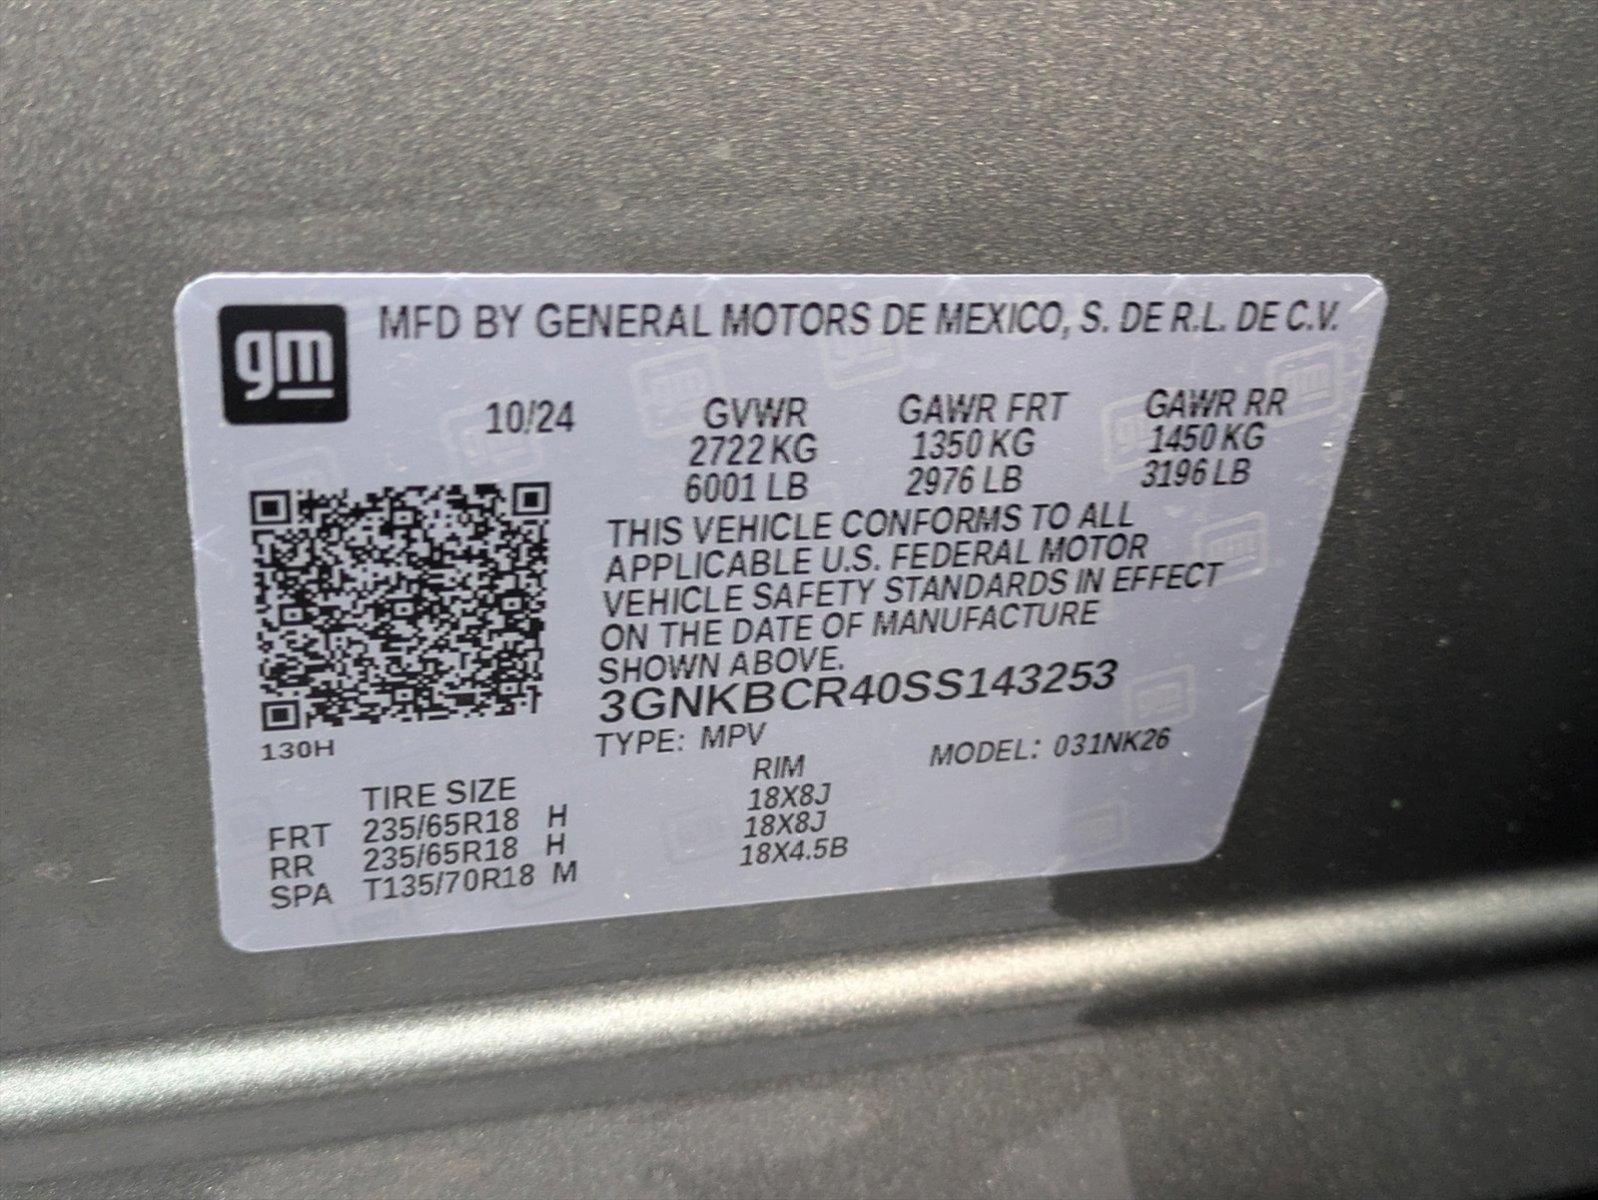 gm
MFD BY GENERAL MOTORS DE MEXICO, S. DE R.L. DE C.V.
10/24 GVWR GAWR FRT GAWR RR
2722 KG 1350 KG 1450 KG
6001 LB 2976 LB 3196 LB
THIS VEHICLE CONFORMS TO ALL
APPLICABLE U.S. FEDERAL MOTOR
VEHICLE SAFETY STANDARDS IN EFFECT
ON THE DATE OF MANUFACTURE
SHOWN ABOVE.
3GNKBCR40SS143253
130H
TYPE: MPV MODEL: 031NK26
TIRE SIZE RIM
FRT 235/65R18 H 18X8J
RR 235/65R18 H 18X8J
SPA T135/70R18 M 18X4.5B